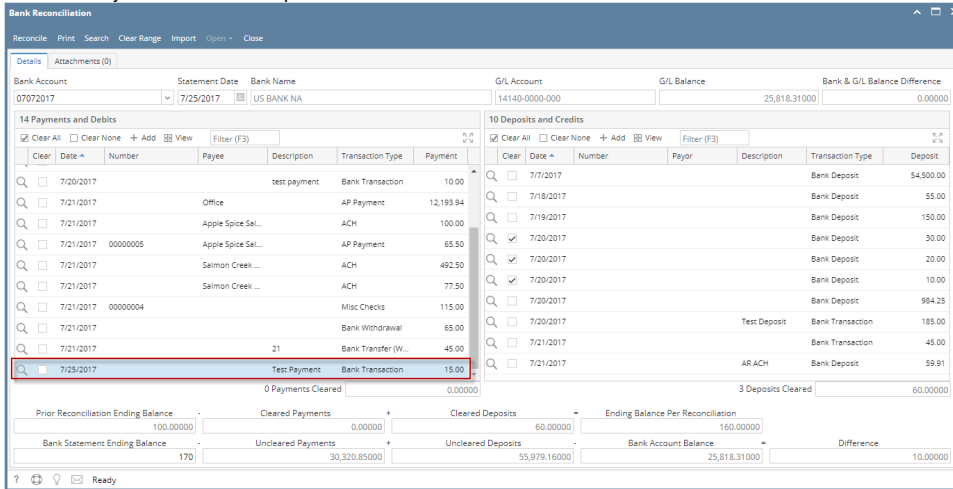 Bank Reconciliation
Reconcile Print Search Clear Range Import Open Close
Details Attachments (0)
Bank Account Statement Date Bank Name G/L Account G/L Balance Bank & G/L Balance Difference
07072017 7/25/2017 US BANK NA 14140-0000-000 25,818.31000 0.00000
14 Payments and Debits
Clear All Clear None + Add View Filter (F3)
Clear Date Number Payee Description Transaction Type Payment
7/20/2017 test payment Bank Transaction 10.00
7/21/2017 Office AP Payment 12,193.94
7/21/2017 Apple Spice Sal... ACH 100.00
7/21/2017 00000005 Apple Spice Sal... AP Payment 65.50
7/21/2017 Salmon Creek ... ACH 492.50
7/21/2017 Salmon Creek ... ACH 77.50
7/21/2017 00000004 Misc Checks 115.00
7/21/2017 Bank Withdrawal 65.00
7/21/2017 21 Bank Transfer (W... 45.00
7/25/2017 Test Payment Bank Transaction 15.00
0 Payments Cleared 0.00000
10 Deposits and Credits
Clear All Clear None + Add View Filter (F3)
Clear Date Number Payor Description Transaction Type Deposit
7/7/2017 Bank Deposit 54,500.00
7/18/2017 Bank Deposit 55.00
7/19/2017 Bank Deposit 150.00
7/20/2017 Bank Deposit 30.00
7/20/2017 Bank Deposit 20.00
7/20/2017 Bank Deposit 10.00
7/20/2017 Bank Deposit 984.25
7/20/2017 Test Deposit Bank Transaction 185.00
7/21/2017 Bank Transaction 45.00
7/21/2017 AR ACH Bank Deposit 59.91
3 Deposits Cleared 60.00000
Prior Reconciliation Ending Balance - Cleared Payments + Cleared Deposits = Ending Balance Per Reconciliation
100.00000 0.00000 60.00000 160.00000
Bank Statement Ending Balance - Uncleared Payments + Uncleared Deposits - Bank Account Balance = Difference
170 30,320.85000 55,979.16000 25,818.31000 10.00000
? Ready